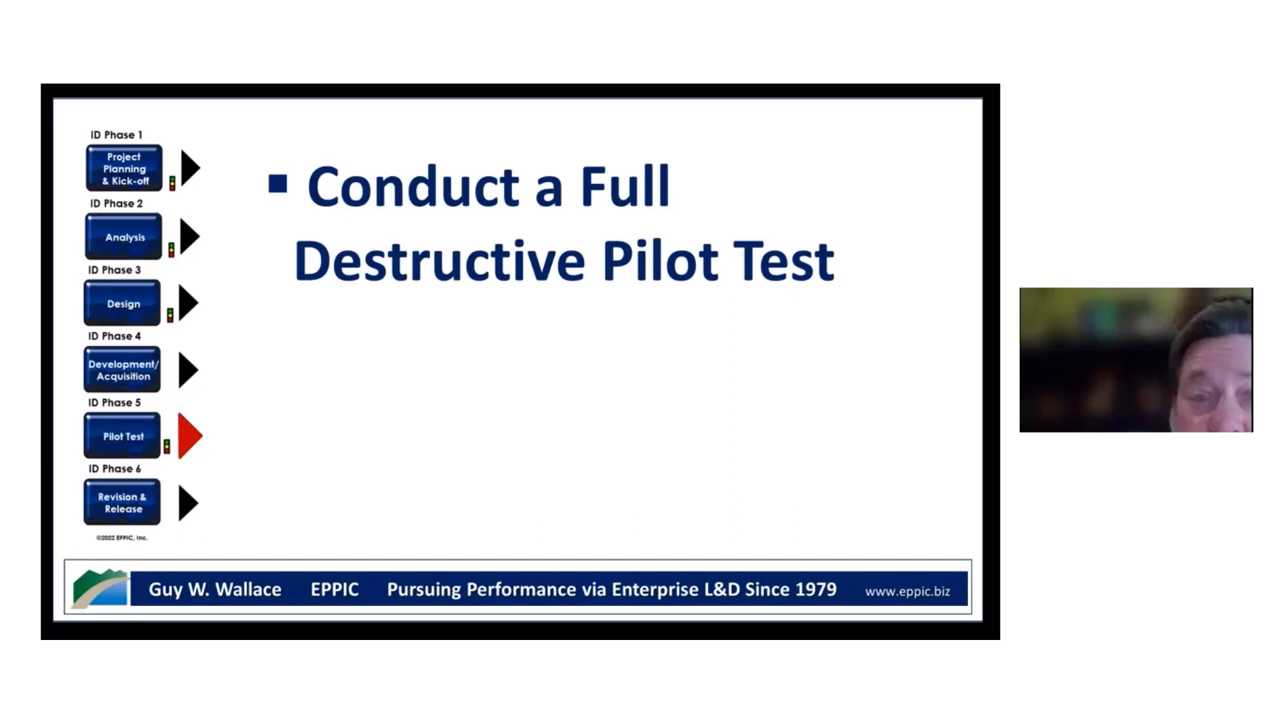 ID Phase 1
Project
Planning
& Kick-off
ID Phase 2
Analysis
ID Phase 3
Design
ID Phase 4
Development/
Acquisition
ID Phase 5
Pilot Test
ID Phase 6
Revision &
Release
©2022 EPPIC, Inc.
▪ Conduct a Full
Destructive Pilot Test
Guy W. Wallace EPPIC Pursuing Performance via Enterprise L&D Since 1979 www.eppic.biz